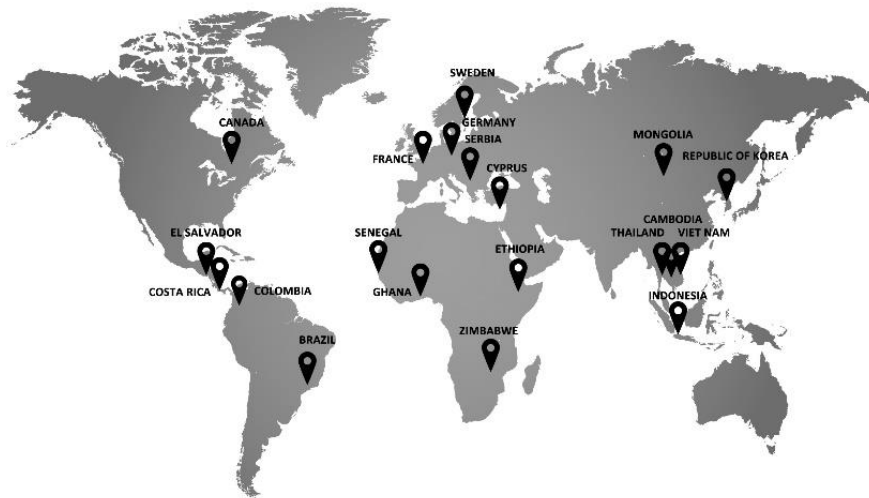 SWEDEN
CANADA
GERMANY
SERBIA
FRANCE
MONGOLIA
REPUBLIC OF KOREA
CYPRUS
EL SALVADOR
SENEGAL
ETHIOPIA
CAMBODIA
THAILAND
VIET NAM
COSTA RICA
COLOMBIA
GHANA
INDONESIA
BRAZIL
ZIMBABWE